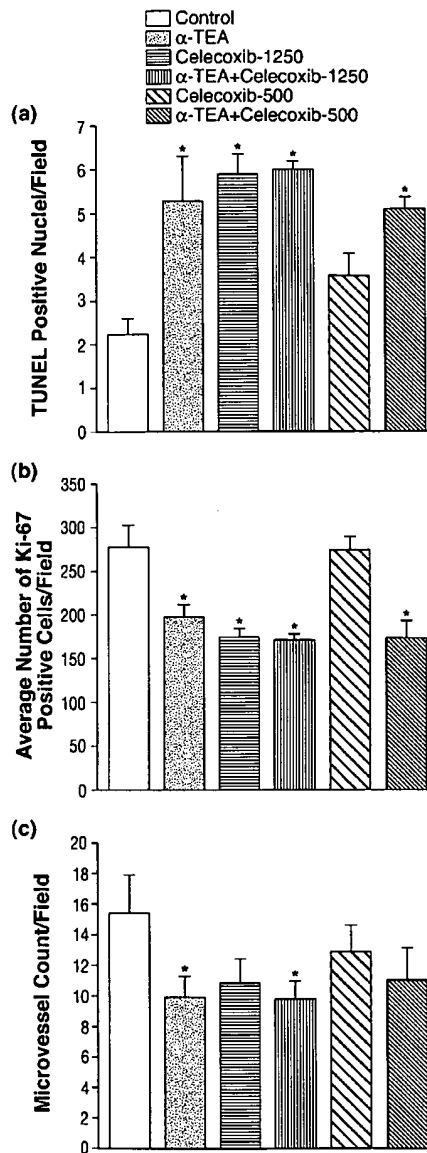 Control
α-TEA
Celecoxib-1250
α-TEA+Celecoxib-1250
Celecoxib-500
α-TEA+Celecoxib-500
(a)
TUNEL Positive Nuclei/Field
7
6
5
4
3
2
1
0
* * * *
(b)
Average Number of Ki-67
Positive Cells/Field
350
300
250
200
150
100
50
0
* * * *
(c)
Microvessel Count/Field
20
18
16
14
12
10
8
6
4
2
0
* *